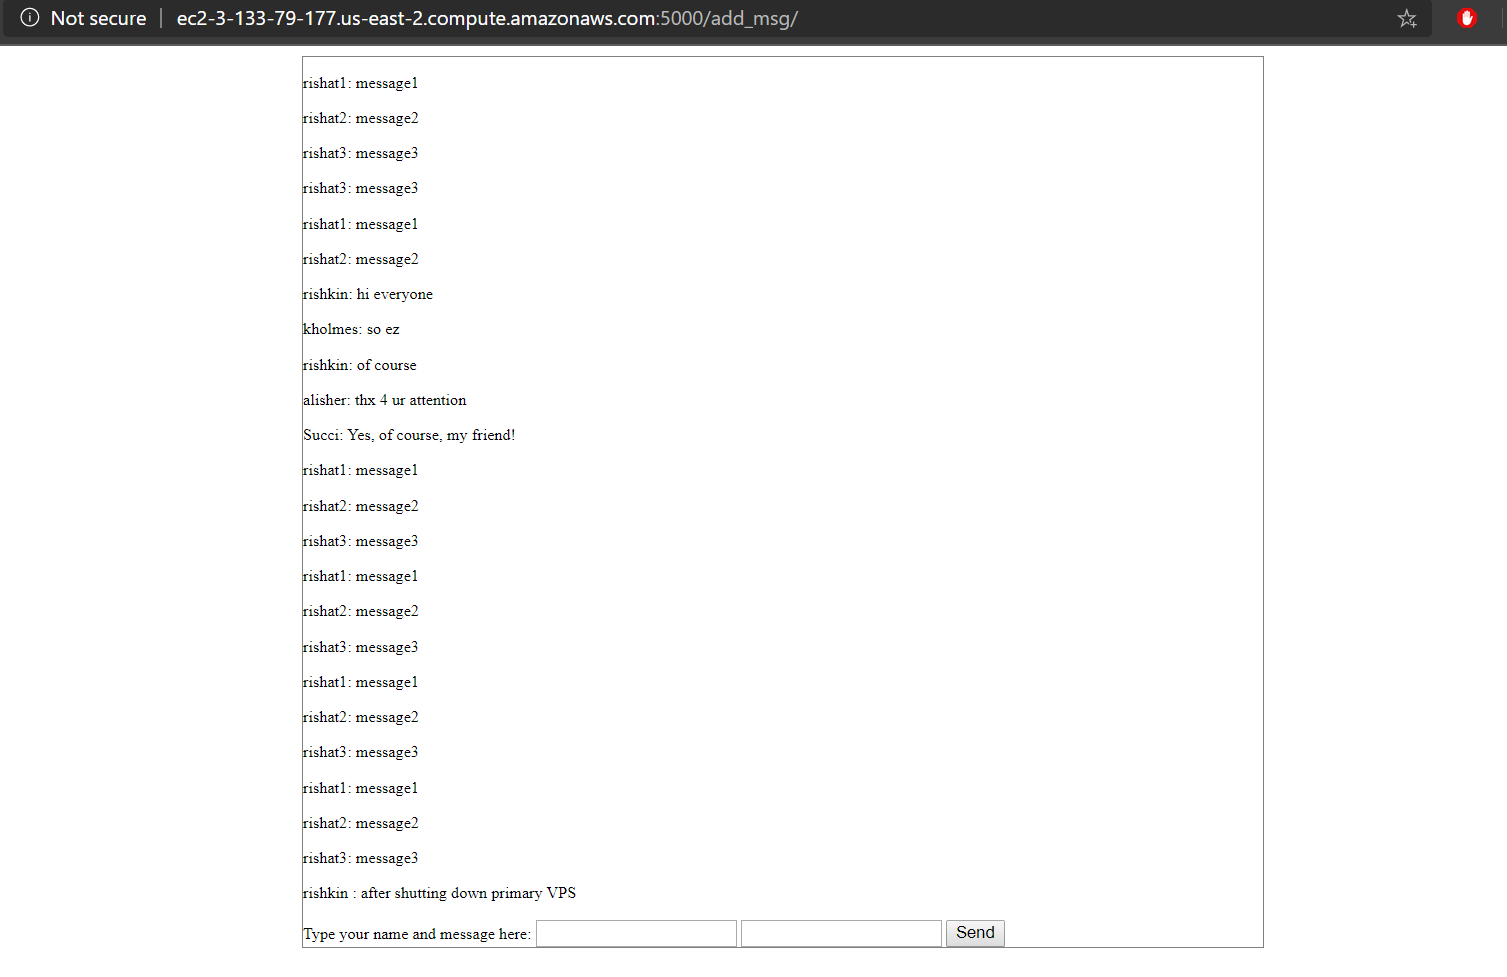 Not secure | ec2-3-133-79-177.us-east-2.compute.amazonaws.com:5000/add_msg/
rishat1: message1
rishat2: message2
rishat3: message3
rishat3: message3
rishat1: message1
rishat2: message2
rishkin: hi everyone
kholmes: so ez
rishkin: of course
alisher: thx 4 ur attention
Succi: Yes, of course, my friend!
rishat1: message1
rishat2: message2
rishat3: message3
rishat1: message1
rishat2: message2
rishat3: message3
rishat1: message1
rishat2: message2
rishat3: message3
rishat1: message1
rishat2: message2
rishat3: message3
rishkin : after shutting down primary VPS
Type your name and message here: Send